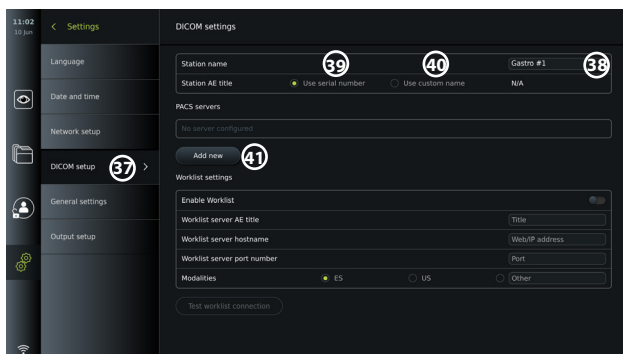 11:02
10 Jun
Settings
DICOM settings
Language
Date and time
Network setup
DICOM setup 37
General settings
Output setup
Station name 39 40 Gastro #1 38
Station AE title Use serial number Use custom name N/A
PACS servers
No server configured
Add new 41
Worklist settings
Enable Worklist
Worklist server AE title Title
Worklist server hostname Web/IP address
Worklist server port number Port
Modalities ES US Other
Test worklist connection